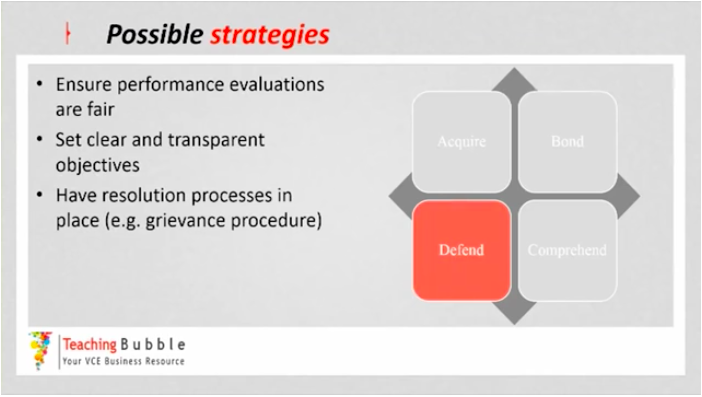 Possible strategies
• Ensure performance evaluations
are fair
• Set clear and transparent
objectives
• Have resolution processes in
place (e.g. grievance procedure)
Acquire
Bond
Defend
Comprehend
Teaching Bubble
Your VCE Business Resource